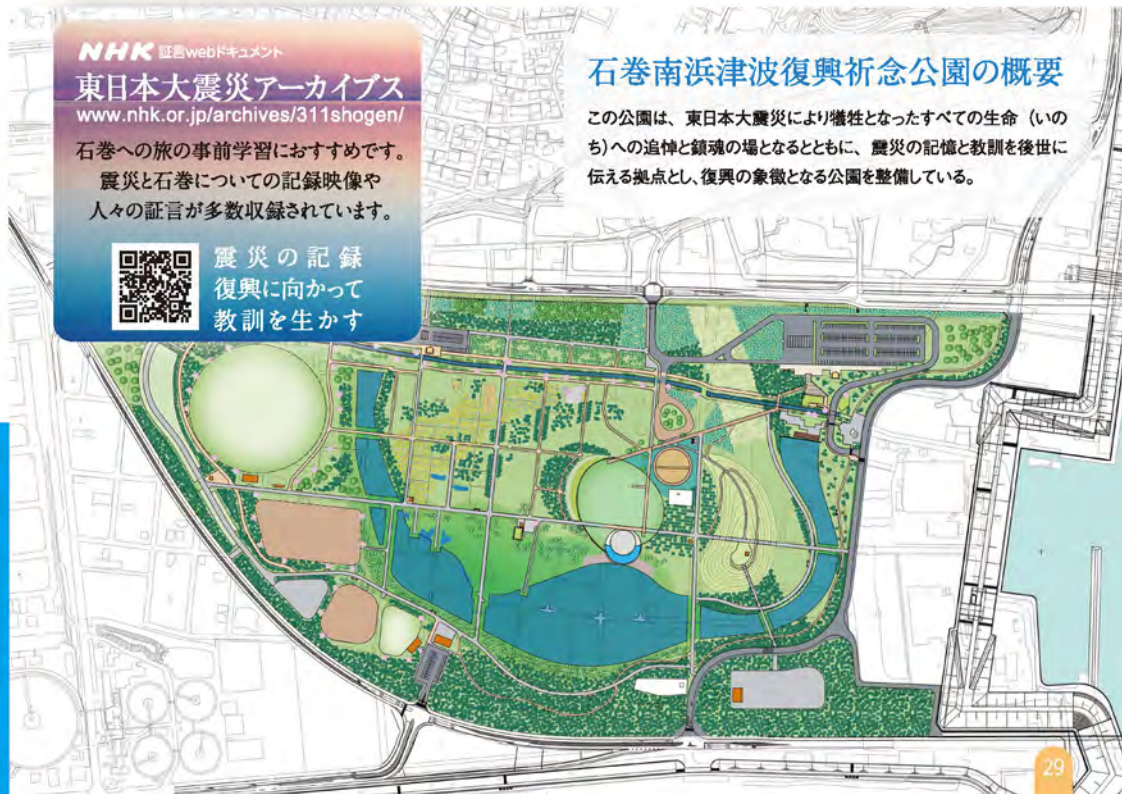 NHK 証言webドキュメント
東日本大震災アーカイブス
www.nhk.or.jp/archives/311shogen/
石巻への旅の事前学習におすすめです。
震災と石巻についての記録映像や
人々の証言が多数収録されています。
震災の記録
復興に向かって
教訓を生かす
石巻南浜津波復興祈念公園の概要
この公園は、東日本大震災により犠牲となったすべての生命（いの
ち）への追悼と鎮魂の場となるとともに、震災の記憶と教訓を後世に
伝える拠点とし、復興の象徴となる公園を整備している。
29